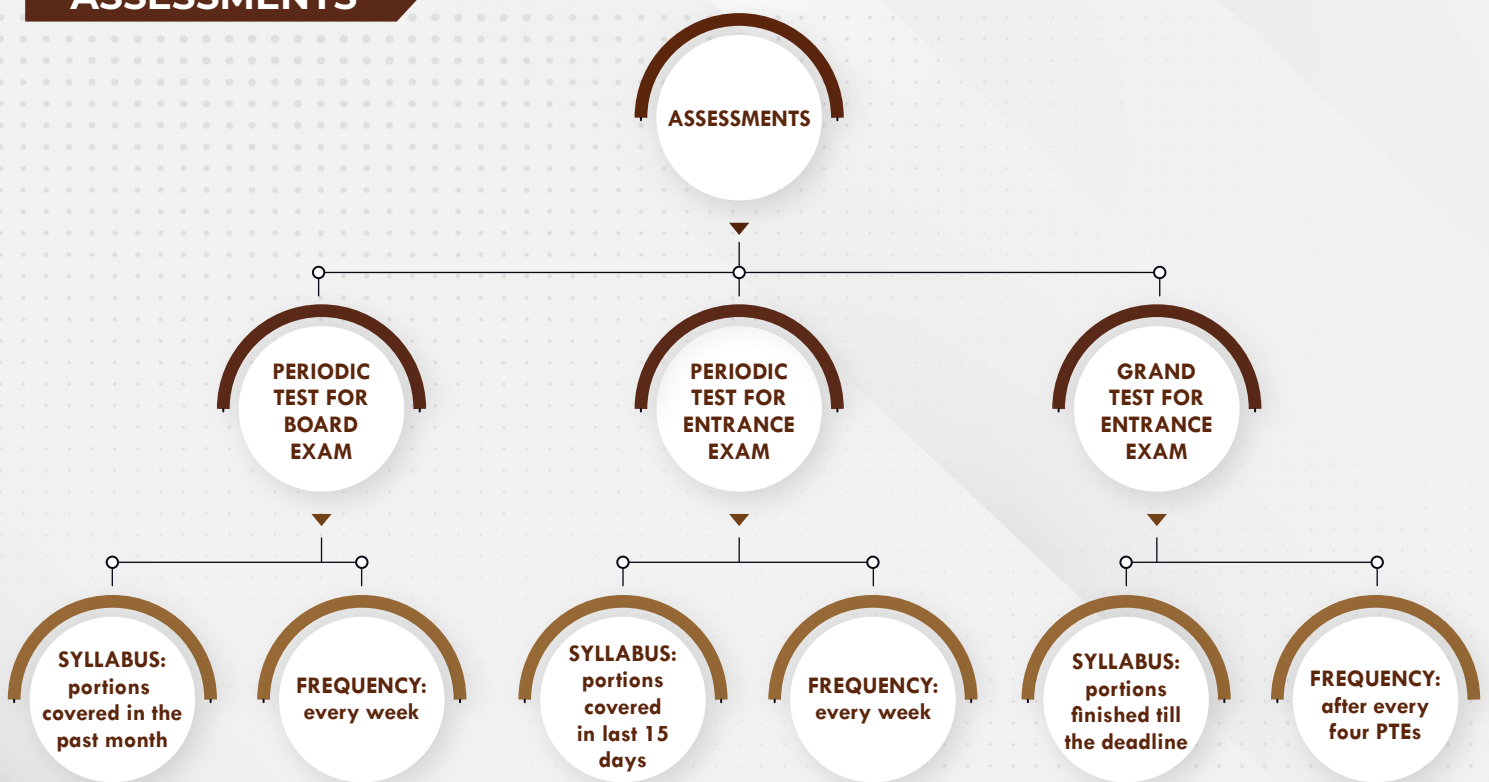 ASSESSMENTS
ASSESSMENTS
PERIODIC
TEST FOR
BOARD
EXAM
PERIODIC
TEST FOR
ENTRANCE
EXAM
GRAND
TEST FOR
ENTRANCE
EXAM
SYLLABUS:
portions
covered in the
past month
FREQUENCY:
every week
SYLLABUS:
portions
covered
in last 15
days
FREQUENCY:
every week
SYLLABUS:
portions
finished till
the deadline
FREQUENCY:
after every
four PTEs